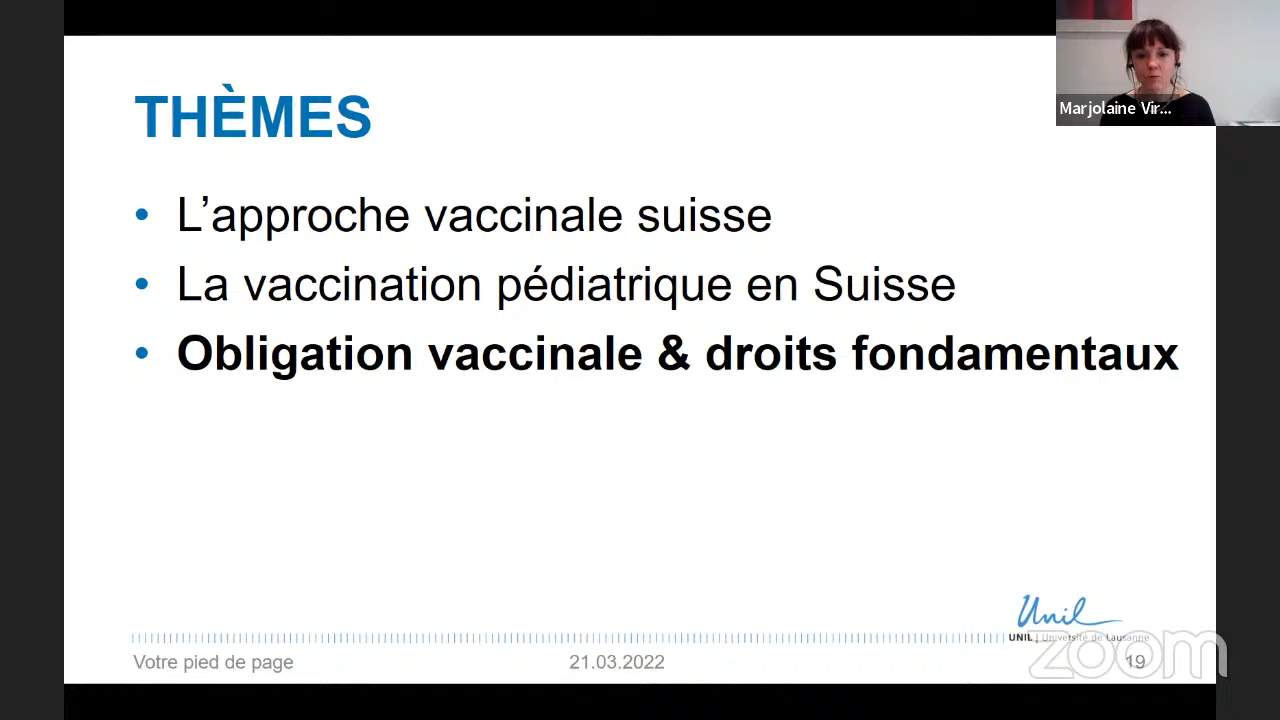 Marjolaine Vir...
THÈMES
• L’approche vaccinale suisse
• La vaccination pédiatrique en Suisse
• Obligation vaccinale & droits fondamentaux
Unil
UNIL | Université de Lausanne
Votre pied de page
21.03.2022
19
zoom